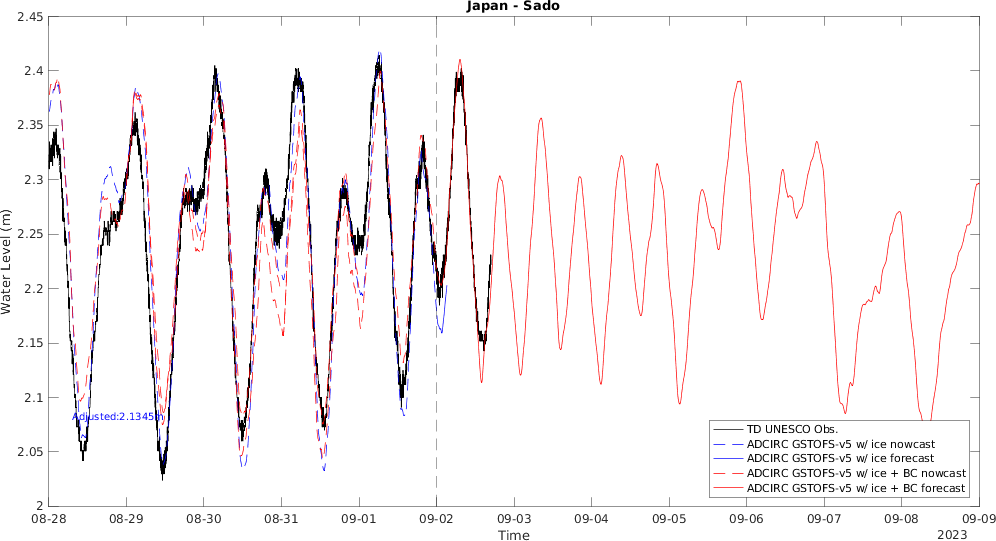 Japan - Sado
2.45
2.4
2.35
2.3
2.25
2.2
2.15
2.1
2.05
2
Water Level (m)
Adjusted:2.1345m
TD UNESCO Obs.
ADCIRC GSTOFS-v5 w/ ice nowcast
ADCIRC GSTOFS-v5 w/ ice forecast
ADCIRC GSTOFS-v5 w/ ice + BC nowcast
ADCIRC GSTOFS-v5 w/ ice + BC forecast
08-28 08-29 08-30 08-31 09-01 09-02 09-03 09-04 09-05 09-06 09-07 09-08 09-09
Time
2023